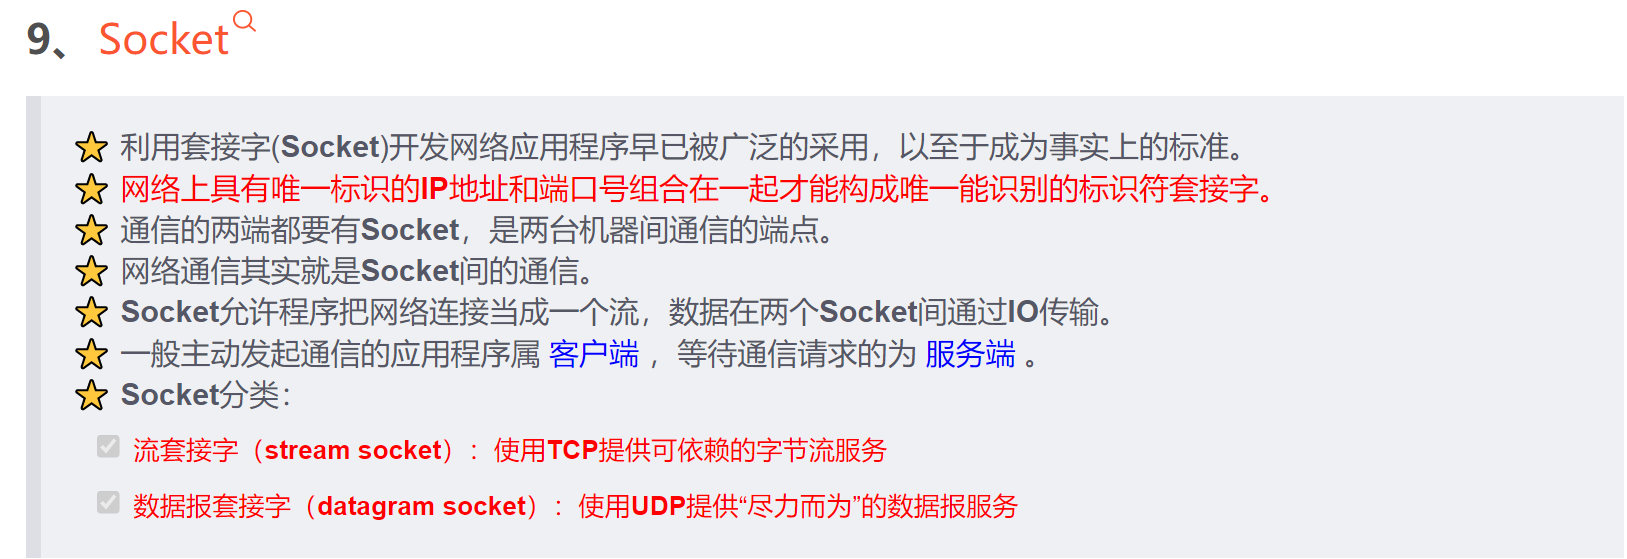 9、Socket
利用套接字(Socket)开发网络应用程序早已被广泛的采用，以至于成为事实上的标准。
网络上具有唯一标识的IP地址和端口号组合在一起才能构成唯一能识别的标识符套接字。
通信的两端都要有Socket，是两台机器间通信的端点。
网络通信其实就是Socket间的通信。
Socket允许程序把网络连接当成一个流，数据在两个Socket间通过IO传输。
一般主动发起通信的应用程序属 客户端 ，等待通信请求的为 服务端 。
Socket分类：
流套接字（stream socket）：使用TCP提供可依赖的字节流服务
数据报套接字（datagram socket）：使用UDP提供“尽力而为”的数据报服务